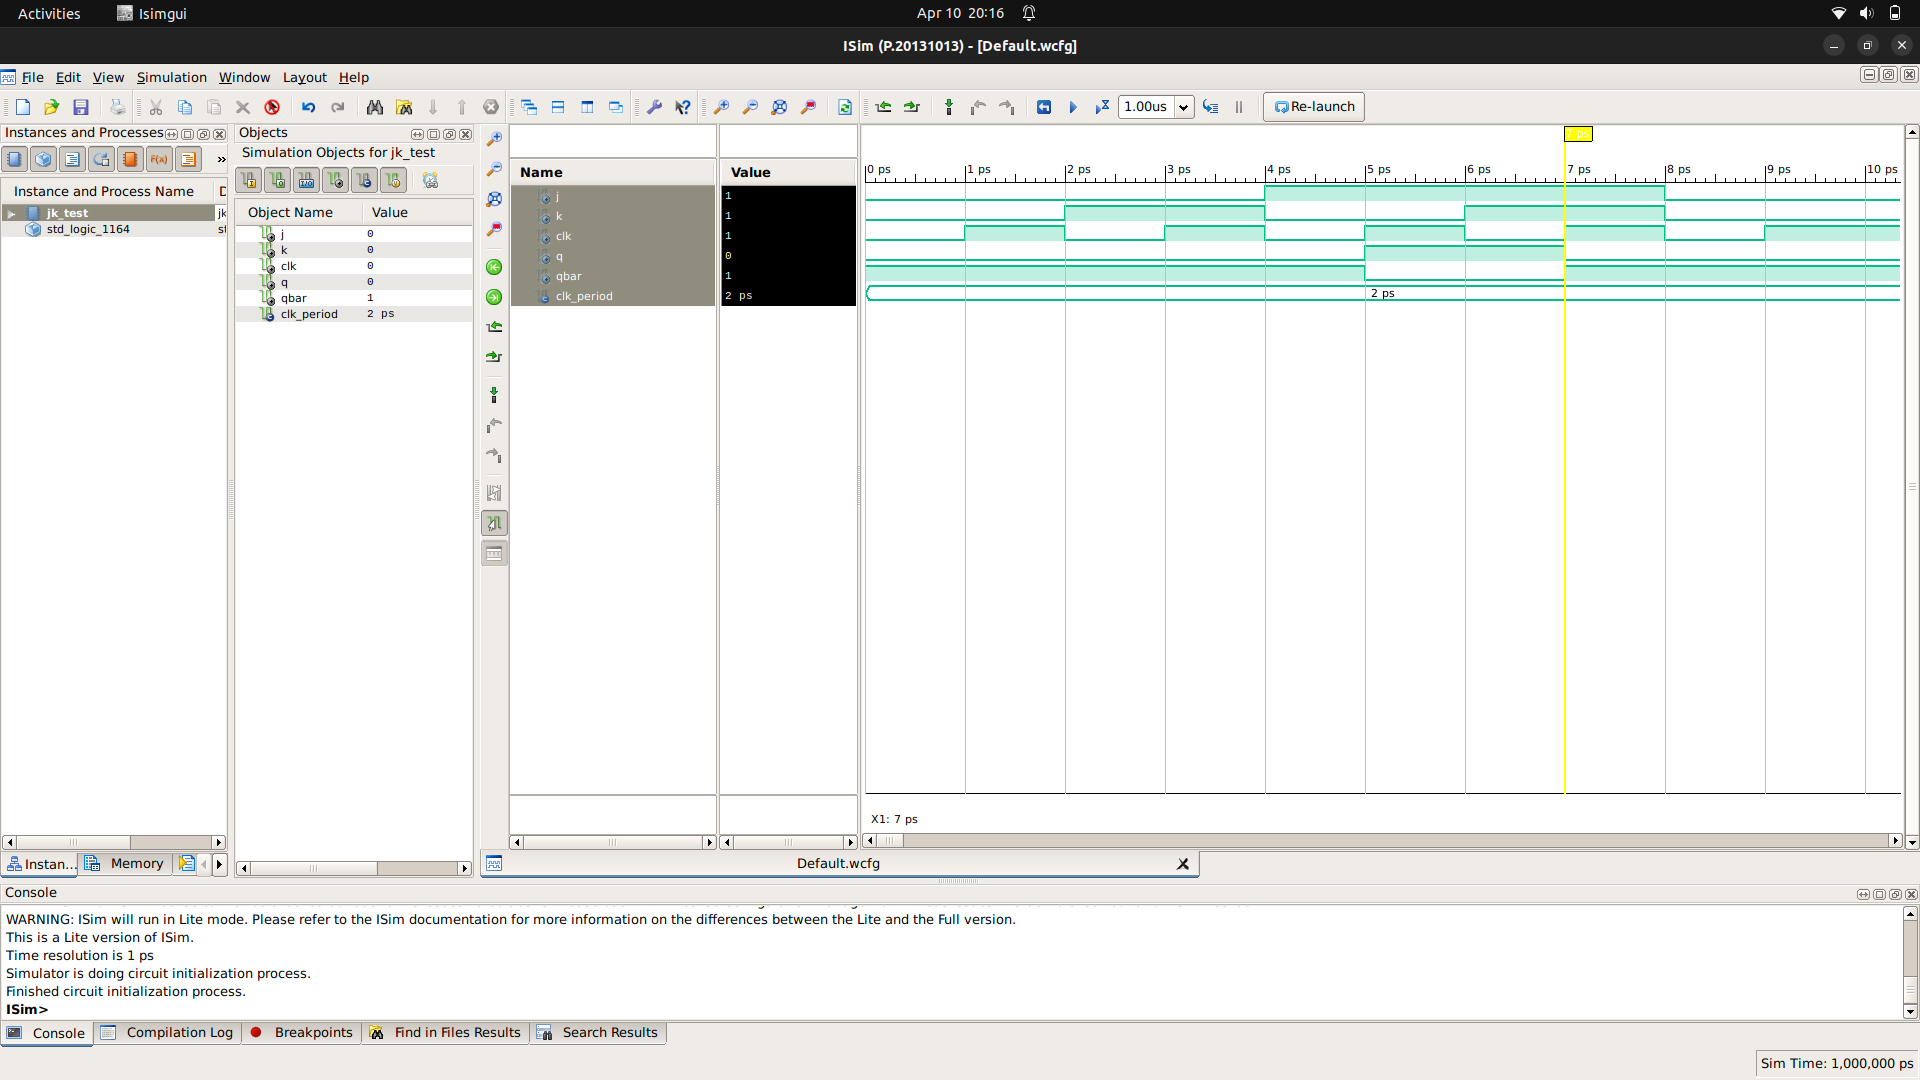 Activities Isimgui Apr 10 20:16
ISim (P.20131013) - [Default.wcfg]
File Edit View Simulation Window Layout Help
1.00us Re-launch
Instances and Processes
Instance and Process Name D
jk_test jk
std_logic_1164 st
Instan... Memory
Objects
Simulation Objects for jk_test
Object Name Value
j 0
k 0
clk 0
q 0
qbar 1
clk_period 2 ps
Name Value
j 1
k 1
clk 1
q 0
qbar 1
clk_period 2 ps
7 ps
0 ps 1 ps 2 ps 3 ps 4 ps 5 ps 6 ps 7 ps 8 ps 9 ps 10 ps
2 ps
X1: 7 ps
Default.wcfg
Console
WARNING: ISim will run in Lite mode. Please refer to the ISim documentation for more information on the differences between the Lite and the Full version.
This is a Lite version of ISim.
Time resolution is 1 ps
Simulator is doing circuit initialization process.
Finished circuit initialization process.
ISim>
Console Compilation Log Breakpoints Find in Files Results Search Results
Sim Time: 1,000,000 ps